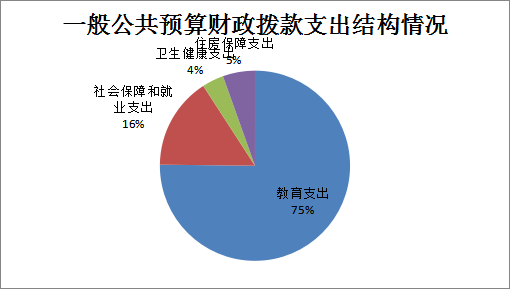 一般公共预算财政拨款支出结构情况
住房保障支出
5%
卫生健康支出
4%
社会保障和就
业支出
16%
教育支出
75%